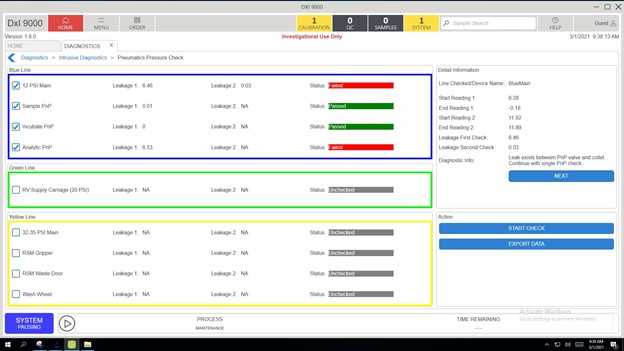 DXI 9000
DxI 9000
HOME
MENU
ORDER
1
CALIBRATION
0
QC
0
SAMPLES
1
SYSTEM
Sample Search
HELP
Guest
Version 1.8.0
Investigational Use Only
3/1/2021 9:38:13 AM
HOME
DIAGNOSTICS X
Diagnostics > Intrusive Diagnostics > Pneumatics Pressure Check
Blue Line
12 PSI Main Leakage 1: 6.46 Leakage 2: 0.03 Status Failed
Sample PnP Leakage 1: 0.01 Leakage 2: NA Status Passed
Incubate PnP Leakage 1: 0 Leakage 2: NA Status Passed
Analytic PnP Leakage 1: 6.53 Leakage 2: NA Status Failed
Green Line
RV Supply Carriage (20 PSI) Leakage 1: NA Leakage 2: NA Status Unchecked
Yellow Line
32-35 PSI Main Leakage 1: NA Leakage 2: NA Status Unchecked
RSM Gripper Leakage 1: NA Leakage 2: NA Status Unchecked
RSM Waste Door Leakage 1: NA Leakage 2: NA Status Unchecked
Wash Wheel Leakage 1: NA Leakage 2: NA Status Unchecked
Detail Information
Line Checked/Device Name: BlueMain
Start Reading 1 6.28
End Reading 1 -0.18
Start Reading 2 11.92
End Reading 2 11.89
Leakage First Check: 6.46
Leakage Second Check: 0.03
Diagnostic Info: Leak exists between PnP valve and collet.
Continue with single PnP check.
NEXT
Action
START CHECK
EXPORT DATA
Activate Windows
Go to Settings to activate Windows.
SYSTEM
PAUSING
PROCESS
MAINTENANCE
TIME REMAINING
--:--
9:38 AM
3/1/2021